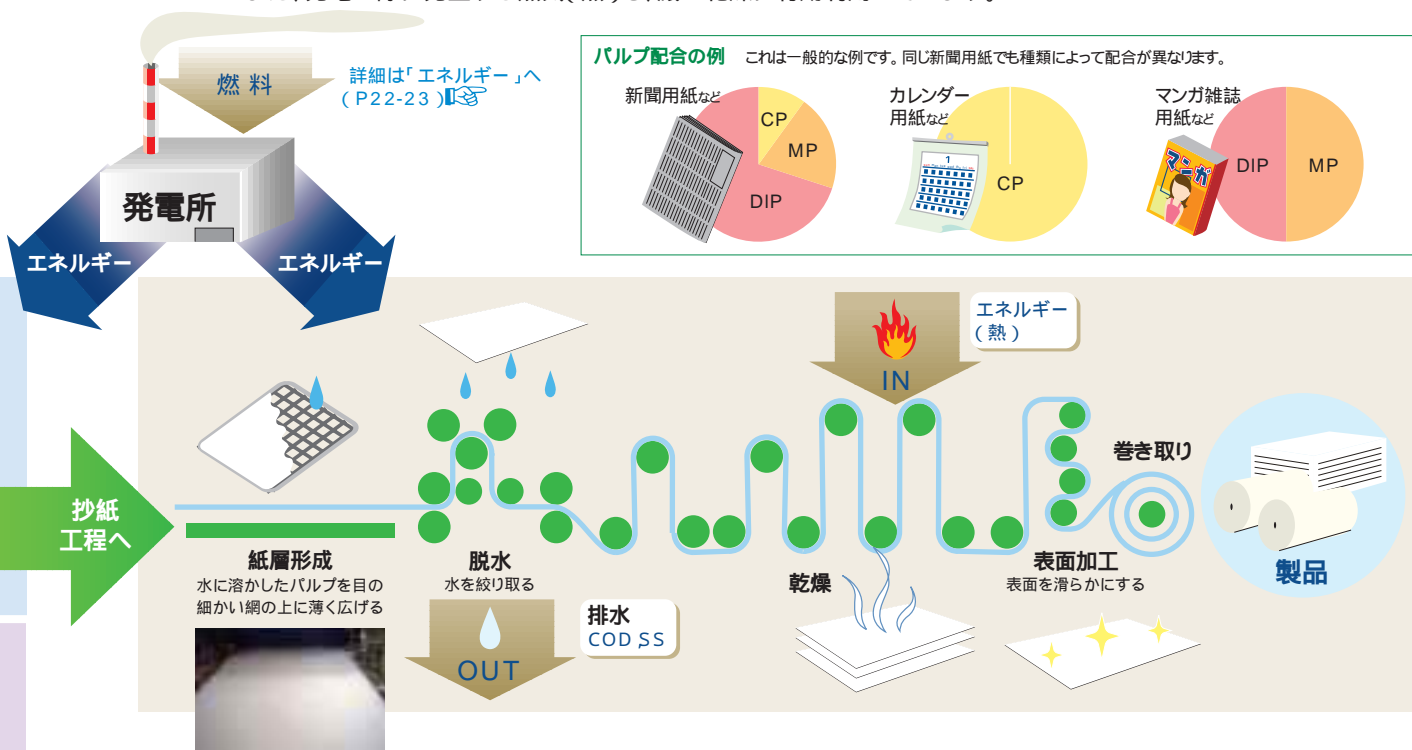 燃料
詳細は「エネルギー」へ
(P22-23)
発電所
エネルギー
エネルギー
パルプ配合の例 これは一般的な例です。同じ新聞用紙でも種類によって配合が異なります。
新聞用紙など
CP
MP
DIP
カレンダー
用紙など
1
CP
マンガ雑誌
用紙など
マンガ
DIP
MP
抄紙
工程へ
エネルギー
(熱)
IN
紙層形成
水に溶かしたパルプを目の
細かい網の上に薄く広げる
脱水
水を絞り取る
OUT
排水
COD,SS
乾燥
表面加工
表面を滑らかにする
巻き取り
製品